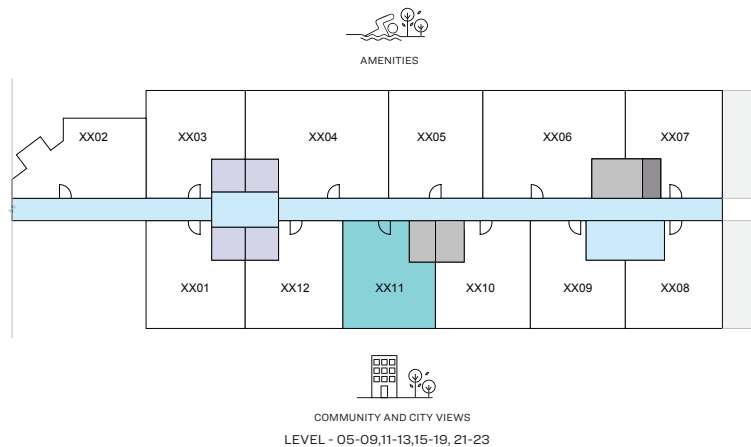 AMENITIES
XX02 XX03 XX04 XX05 XX06 XX07
XX01 XX12 XX11 XX10 XX09 XX08
COMMUNITY AND CITY VIEWS
LEVEL - 05-09,11-13,15-19, 21-23